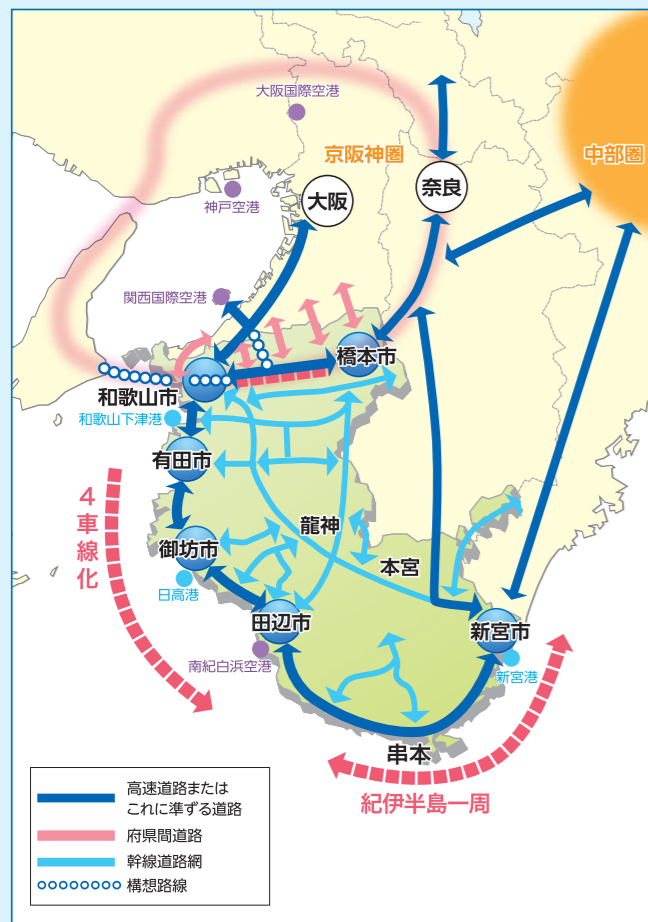 大阪国際空港
京阪神圏
中部圏
奈良
大阪
神戸空港
関西国際空港
橋本市
和歌山市
和歌山下津港
有田市
4車線化
龍神
御坊市
本宮
日高港
田辺市
新宮市
南紀白浜空港
新宮港
串本
紀伊半島一周
高速道路または
これに準ずる道路
府県間道路
幹線道路網
構想路線